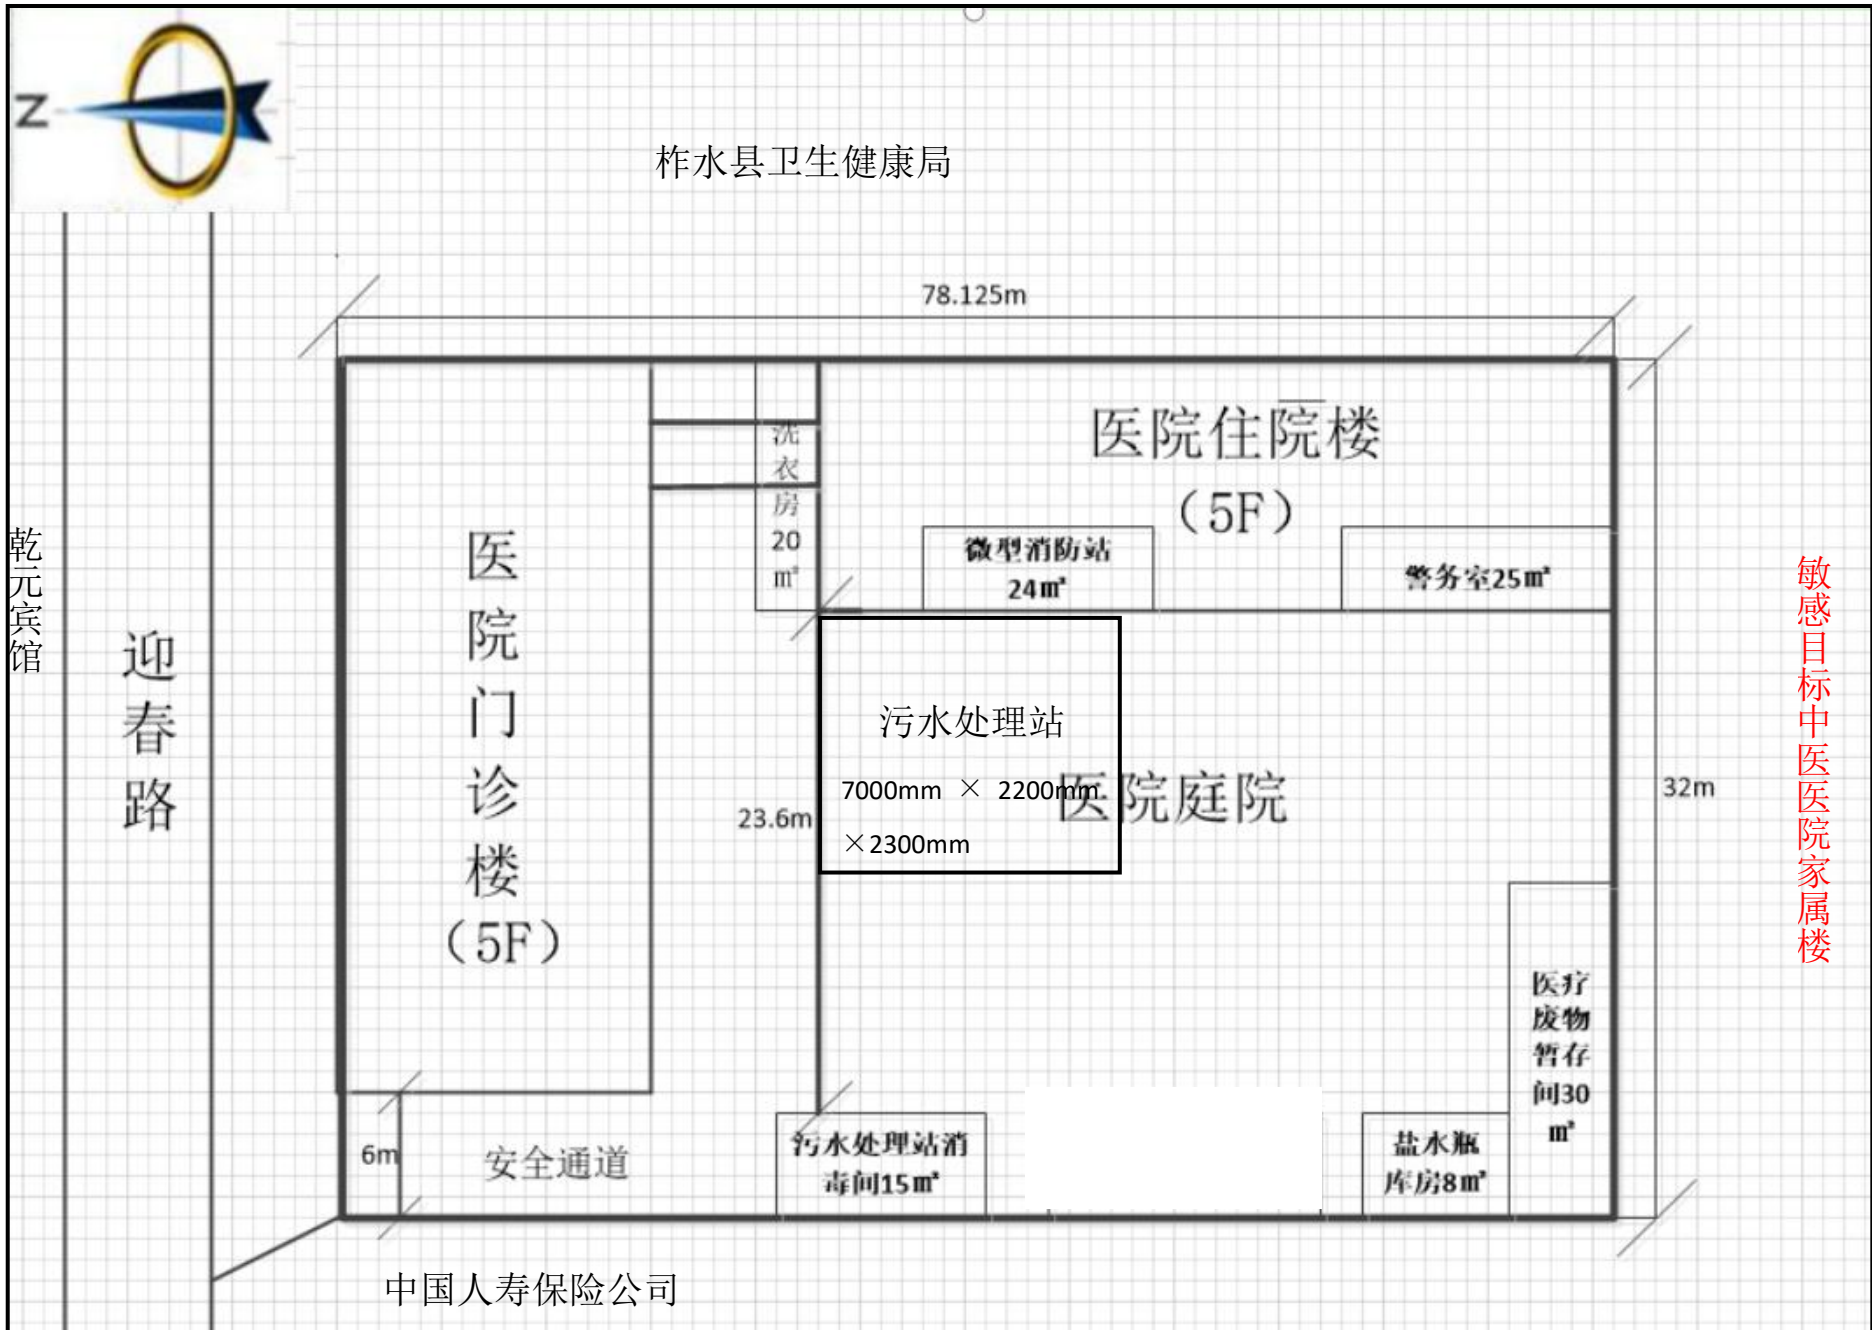 Z
柞水县卫生健康局
78.125m
医院住院楼
（5F）
洗衣房20㎡
微型消防站
24㎡
警务室25㎡
医院门诊楼
（5F）
乾元宾馆
迎春路
污水处理站
7000mm × 2200mm
×2300mm
医院庭院
23.6m
32m
敏感目标中医医院家属楼
医疗
废物
暂存
间30
㎡
6m
安全通道
污水处理站消
毒间15㎡
盐水瓶
库房8㎡
中国人寿保险公司